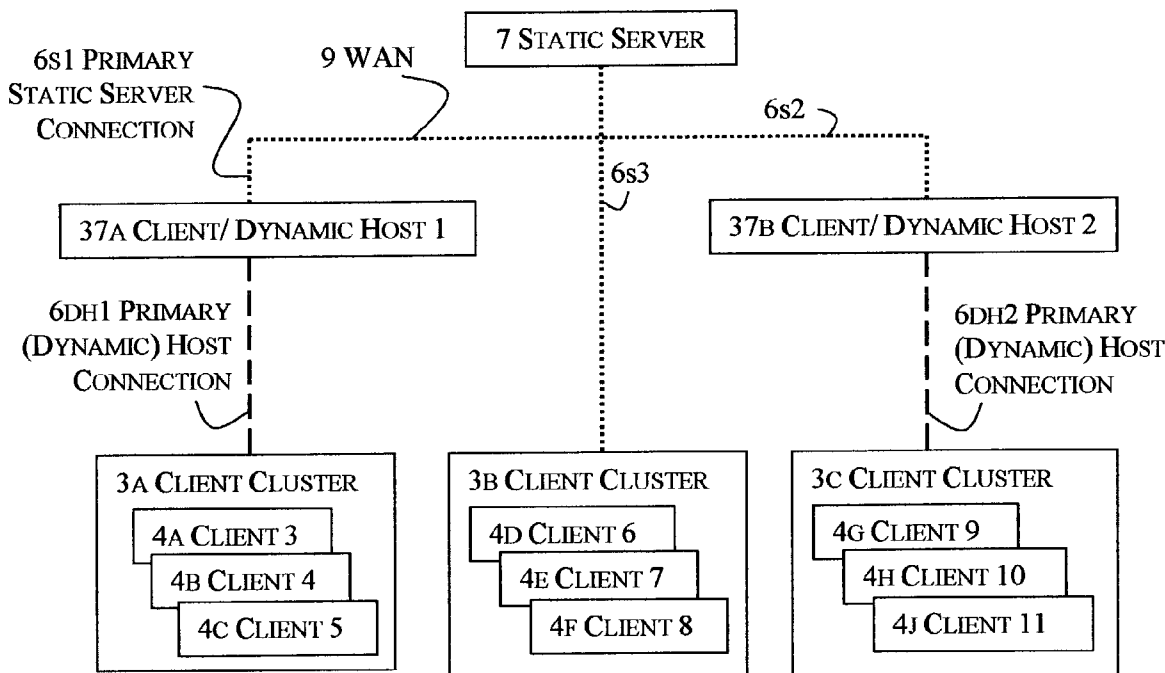 7 STATIC SERVER
6S1 PRIMARY
STATIC SERVER
CONNECTION
9 WAN
6s2
6s3
37A CLIENT/ DYNAMIC HOST 1
37B CLIENT/ DYNAMIC HOST 2
6DH1 PRIMARY
(DYNAMIC) HOST
CONNECTION
6DH2 PRIMARY
(DYNAMIC) HOST
CONNECTION
3A CLIENT CLUSTER
4A CLIENT 3
4B CLIENT 4
4C CLIENT 5
3B CLIENT CLUSTER
4D CLIENT 6
4E CLIENT 7
4F CLIENT 8
3C CLIENT CLUSTER
4G CLIENT 9
4H CLIENT 10
4J CLIENT 11